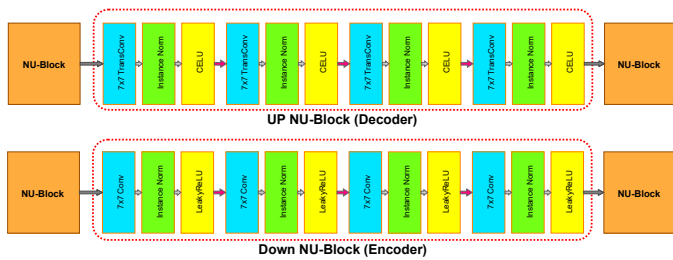 NU-Block
7x7 TransConv
Instance Norm
CELU
7x7 TransConv
Instance Norm
CELU
7x7 TransConv
Instance Norm
CELU
7x7 TransConv
Instance Norm
CELU
NU-Block
UP NU-Block (Decoder)
NU-Block
7x7 Conv
Instance Norm
LeakyReLU
7x7 Conv
Instance Norm
LeakyReLU
7x7 Conv
Instance Norm
LeakyReLU
7x7 Conv
Instance Norm
LeakyReLU
NU-Block
Down NU-Block (Encoder)